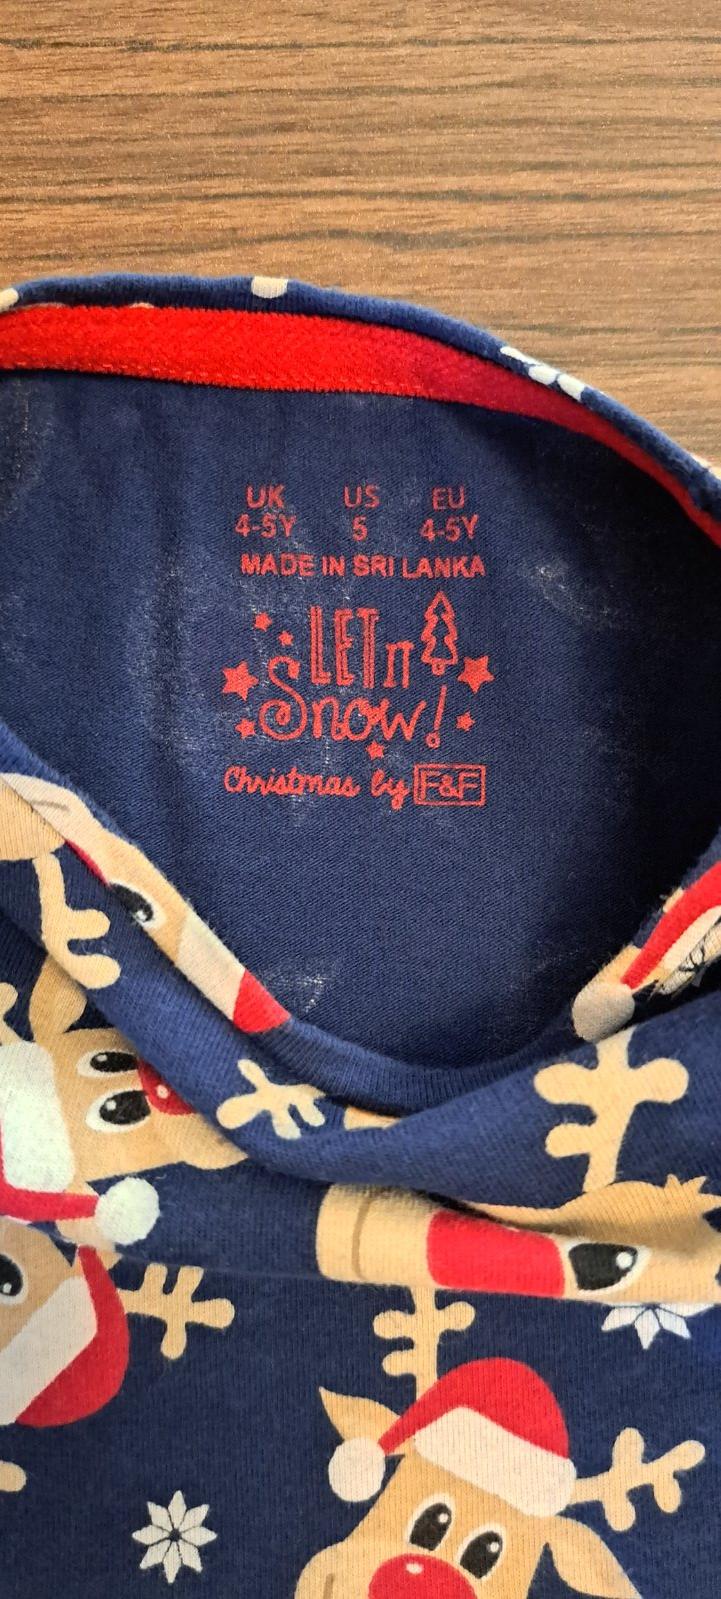 UK US EU
4-5Y 5 4-5Y
MADE IN SRI LANKA
LET IT
Snow!
Christmas by F&F